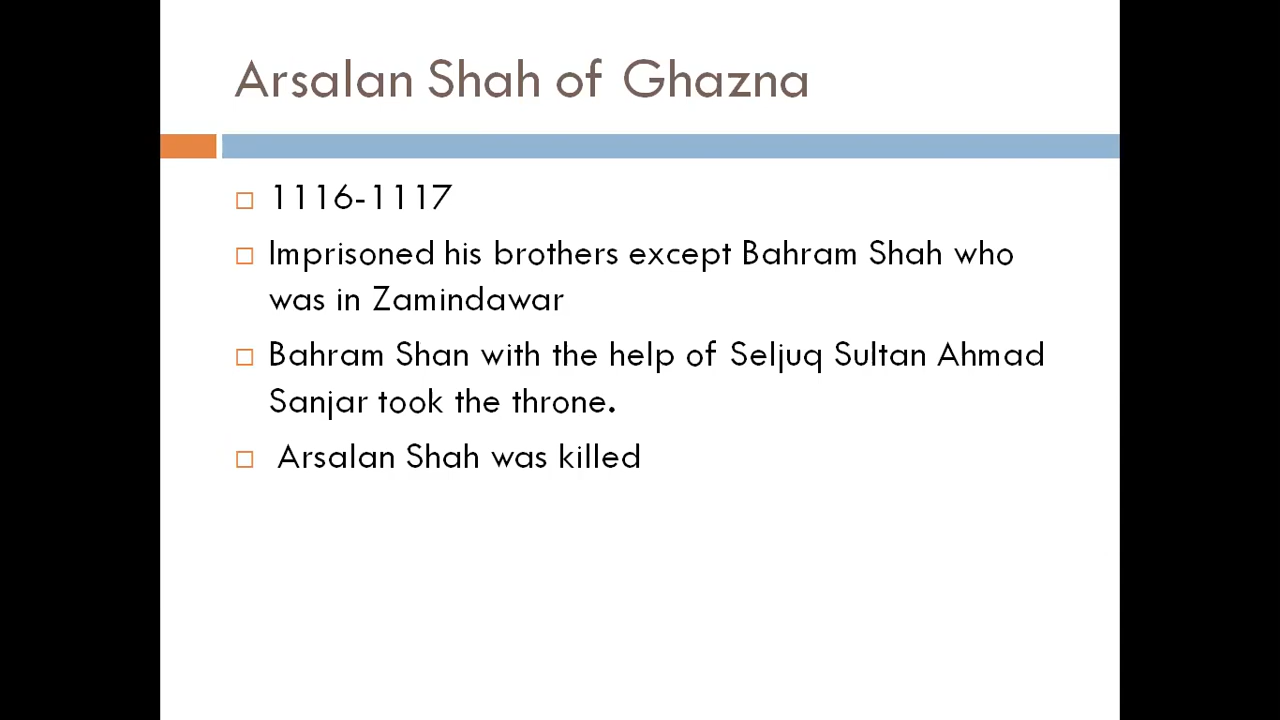 Arsalan Shah of Ghazna
1116-1117
Imprisoned his brothers except Bahram Shah who
was in Zamindawar
Bahram Shan with the help of Seljuq Sultan Ahmad
Sanjar took the throne.
Arsalan Shah was killed